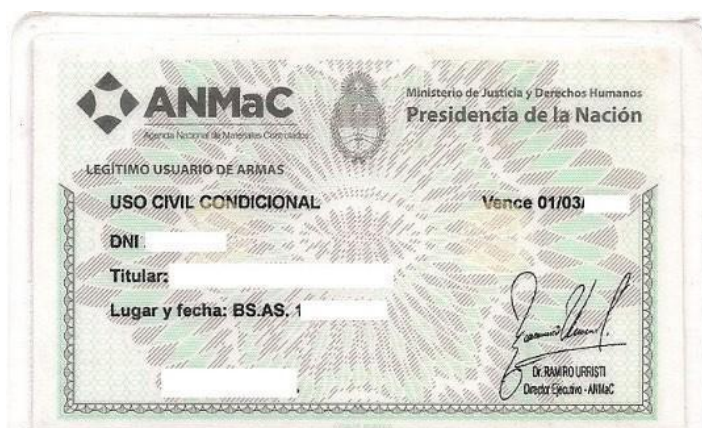 ANMaC
Agencia Nacional de Materiales Controlados
Ministerio de Justicia y Derechos Humanos
Presidencia de la Nación
LEGÍTIMO USUARIO DE ARMAS
USO CIVIL CONDICIONAL
Vence 01/03/
DNI
Titular:
Lugar y fecha: BS.AS. 1
Dr. RAMIRO URRISTI
Director Ejecutivo - ANMaC